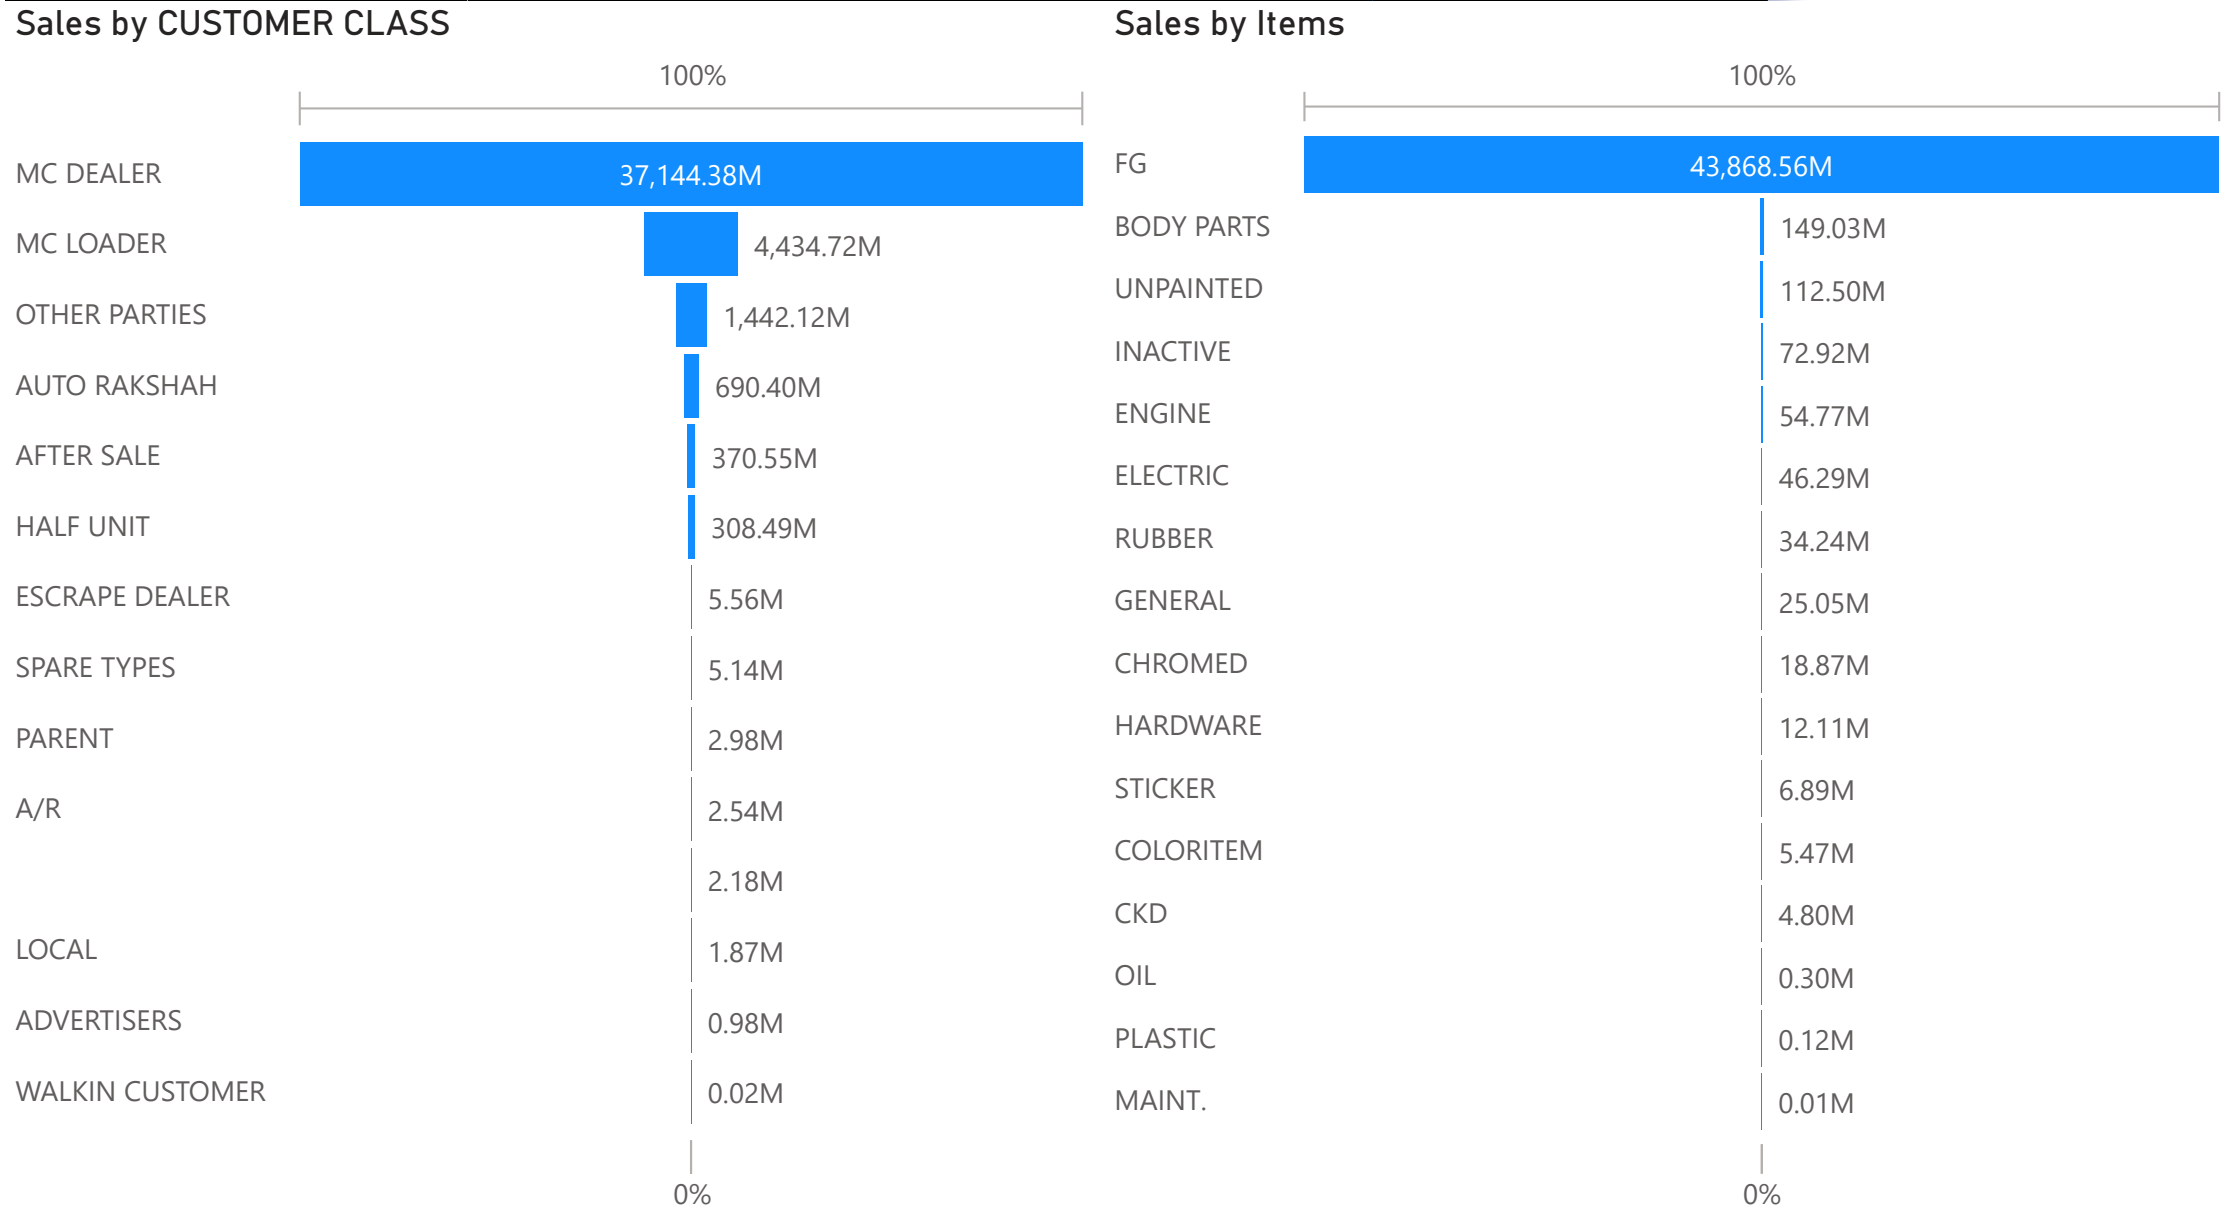 Sales by CUSTOMER CLASS
100%
MC DEALER 37,144.38M
MC LOADER 4,434.72M
OTHER PARTIES 1,442.12M
AUTO RAKSHAH 690.40M
AFTER SALE 370.55M
HALF UNIT 308.49M
ESCRAPE DEALER 5.56M
SPARE TYPES 5.14M
PARENT 2.98M
A/R 2.54M
2.18M
LOCAL 1.87M
ADVERTISERS 0.98M
WALKIN CUSTOMER 0.02M
0%
Sales by Items
100%
FG 43,868.56M
BODY PARTS 149.03M
UNPAINTED 112.50M
INACTIVE 72.92M
ENGINE 54.77M
ELECTRIC 46.29M
RUBBER 34.24M
GENERAL 25.05M
CHROMED 18.87M
HARDWARE 12.11M
STICKER 6.89M
COLORITEM 5.47M
CKD 4.80M
OIL 0.30M
PLASTIC 0.12M
MAINT. 0.01M
0%